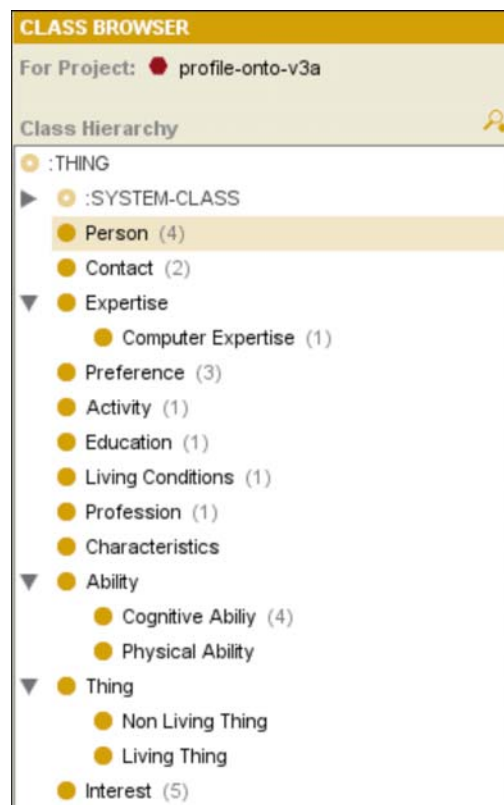 CLASS BROWSER
For Project: profile-onto-v3a
Class Hierarchy
:THING
:SYSTEM-CLASS
Person (4)
Contact (2)
Expertise
Computer Expertise (1)
Preference (3)
Activity (1)
Education (1)
Living Conditions (1)
Profession (1)
Characteristics
Ability
Cognitive Abiliy (4)
Physical Ability
Thing
Non Living Thing
Living Thing
Interest (5)